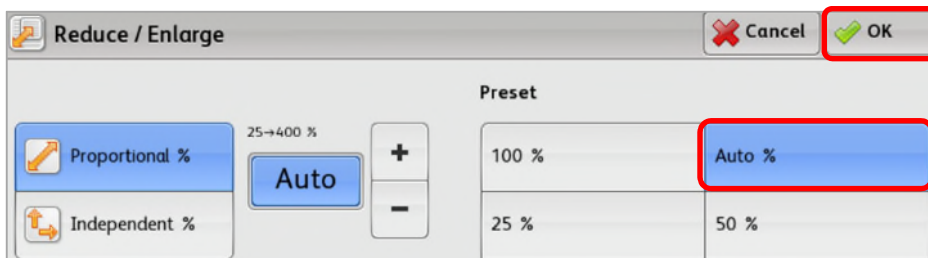 Reduce / Enlarge
Cancel
OK
Preset
25→400 %
Proportional %
Auto
+
100 %
Auto %
Independent %
−
25 %
50 %